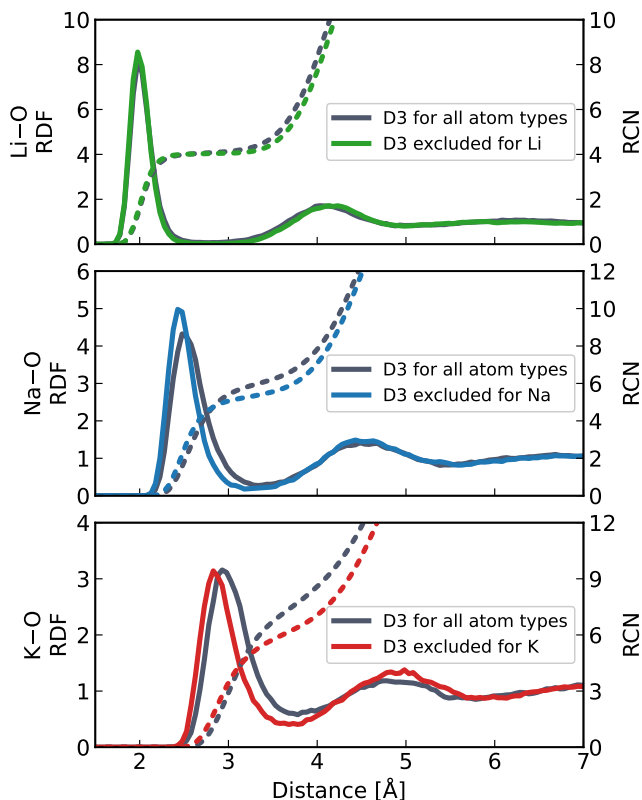 10
8
6
4
2
0
Li−O
RDF
10
8
6
4
2
0
RCN
D3 for all atom types
D3 excluded for Li
6
5
4
3
2
1
0
Na−O
RDF
12
10
8
6
4
2
0
RCN
D3 for all atom types
D3 excluded for Na
4
3
2
1
0
K−O
RDF
12
9
6
3
0
RCN
D3 for all atom types
D3 excluded for K
2 3 4 5 6 7
Distance [Å]